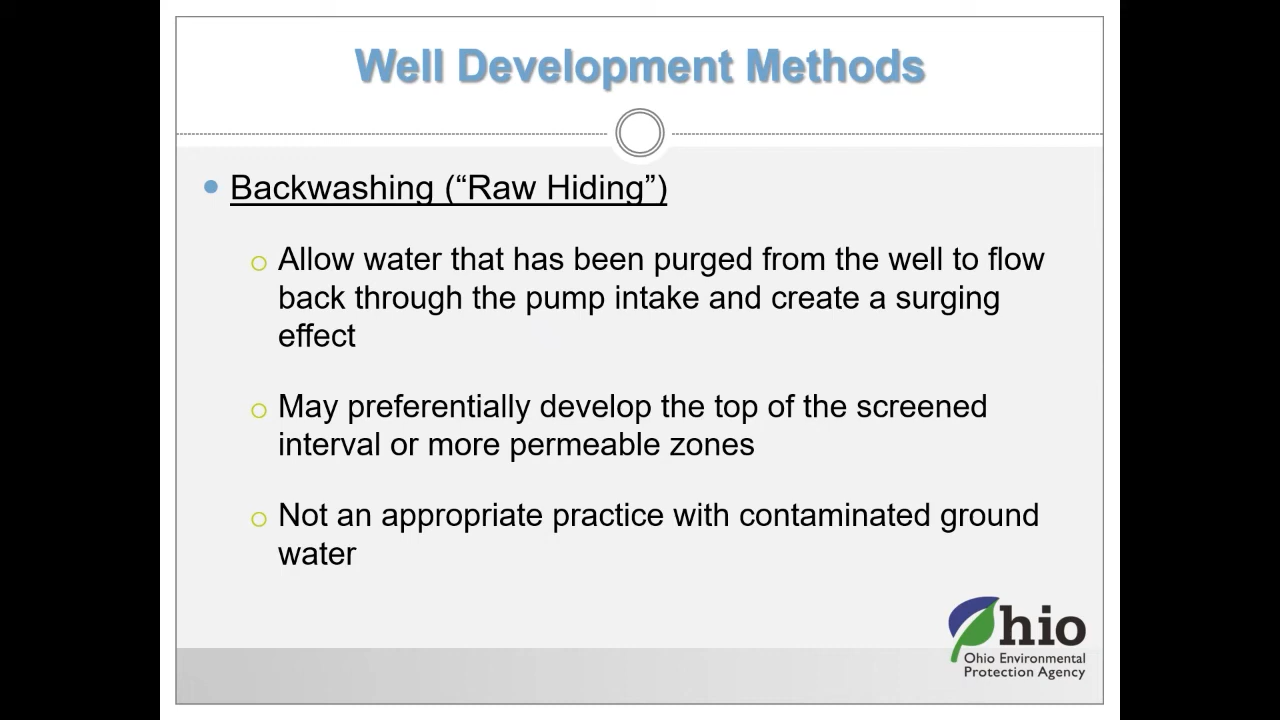 Well Development Methods
Backwashing (“Raw Hiding”)
Allow water that has been purged from the well to flow
back through the pump intake and create a surging
effect
May preferentially develop the top of the screened
interval or more permeable zones
Not an appropriate practice with contaminated ground
water
Ohio
Ohio Environmental
Protection Agency